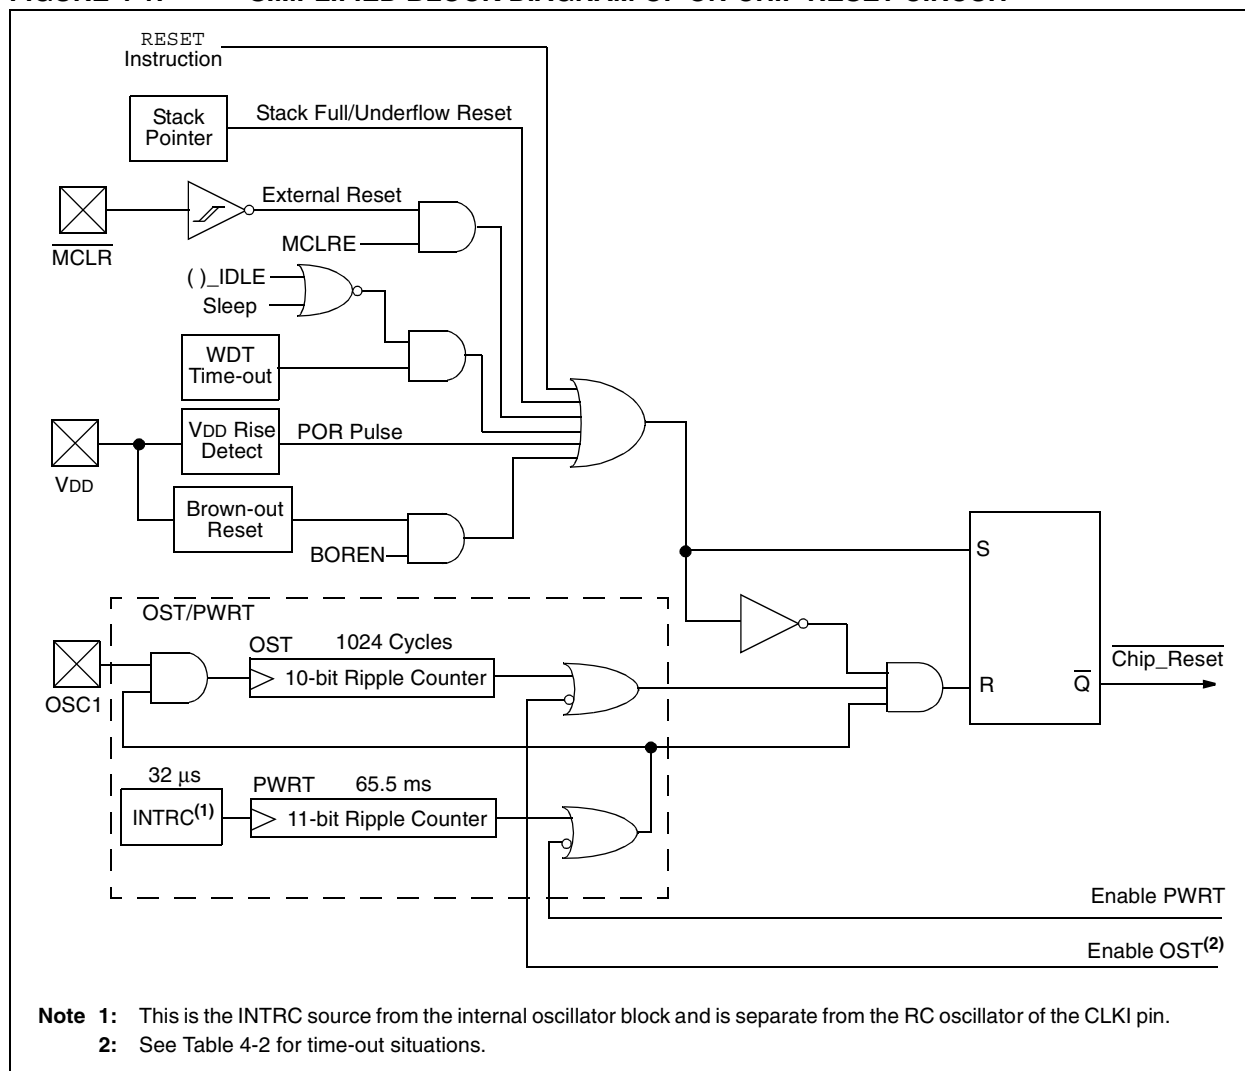 RESET
Instruction
Stack
Pointer
Stack Full/Underflow Reset
External Reset
MCLR
MCLRE
( )_IDLE
Sleep
WDT
Time-out
VDD Rise
Detect
POR Pulse
VDD
Brown-out
Reset
BOREN
S
OST/PWRT
OST
1024 Cycles
10-bit Ripple Counter
OSC1
R
Q
Chip_Reset
32 μs
INTRC(1)
PWRT
65.5 ms
11-bit Ripple Counter
Enable PWRT
Enable OST(2)
Note 1: This is the INTRC source from the internal oscillator block and is separate from the RC oscillator of the CLKI pin.
2: See Table 4-2 for time-out situations.